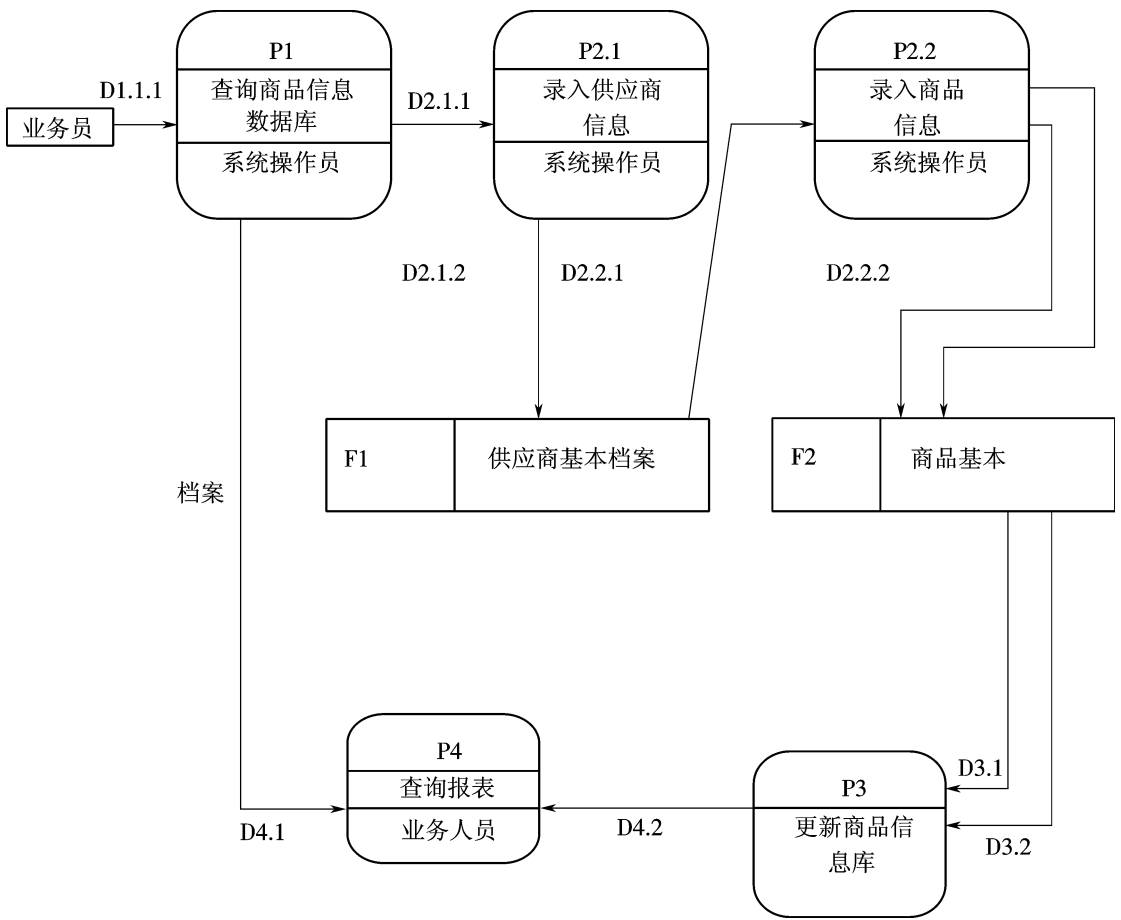 P1
P2.1
P2.2
D1.1.1
查询商品信息
数据库
D2.1.1
录入供应商
信息
录入商品
信息
业务员
系统操作员
系统操作员
系统操作员
D2.1.2
D2.2.1
D2.2.2
F1
供应商基本档案
F2
商品基本
档案
P4
查询报表
业务人员
D4.1
D4.2
P3
更新商品信
息库
D3.1
D3.2